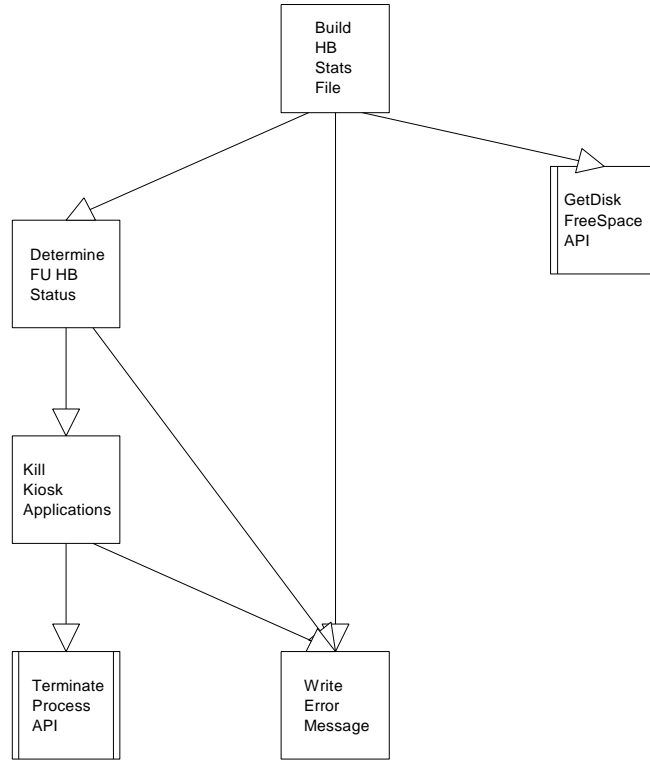 Build
HB
Stats
File
GetDisk
FreeSpace
API
Determine
FU HB
Status
Kill
Kiosk
Applications
Terminate
Process
API
Write
Error
Message